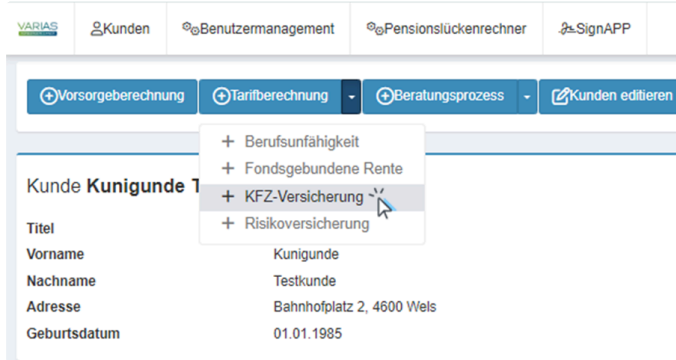 VARIAS Kunden Benutzermanagement Pensionslückenrechner SignAPP
Vorsorgeberechnung Tarifberechnung Beratungsprozess Kunden editieren
+ Berufsunfähigkeit
+ Fondsgebundene Rente
Kunde Kunigunde T
+ KFZ-Versicherung
+ Risikoversicherung
Titel
Vorname Kunigunde
Nachname Testkunde
Adresse Bahnhofplatz 2, 4600 Wels
Geburtsdatum 01.01.1985